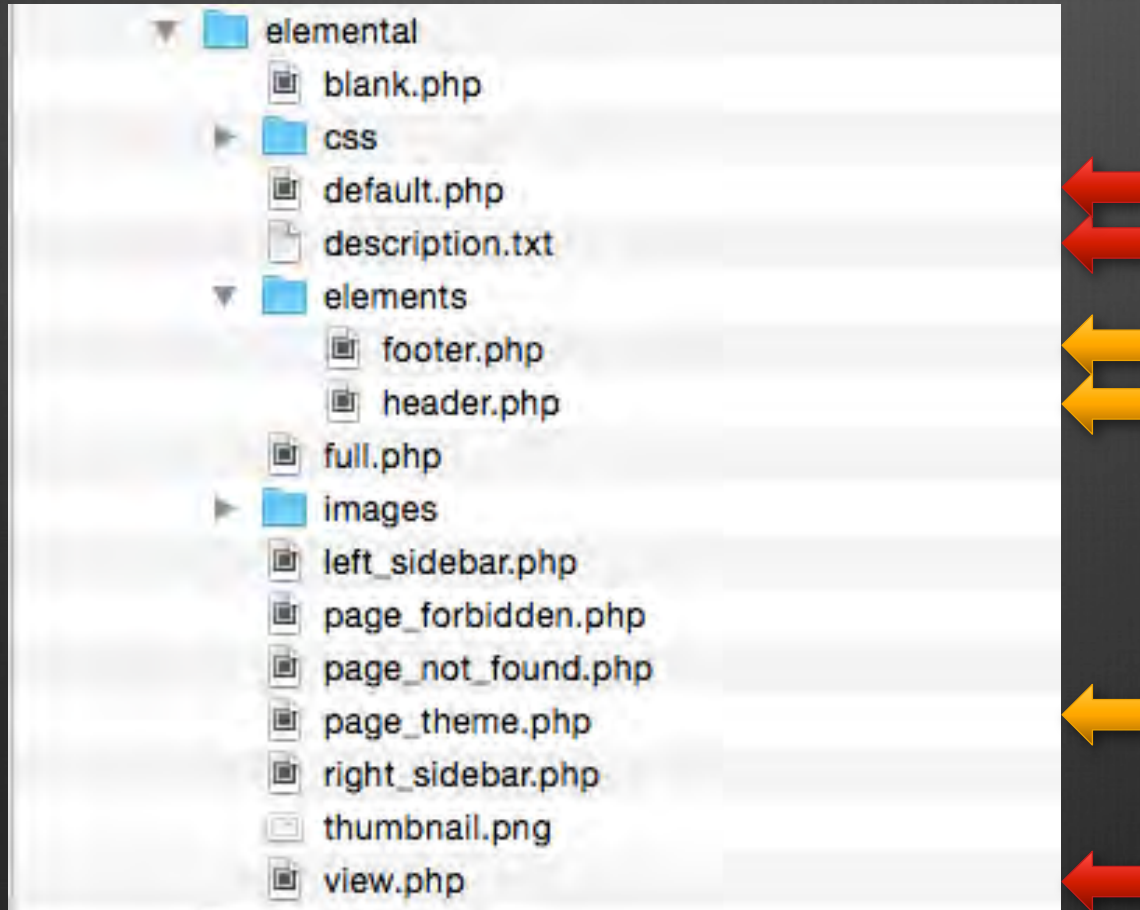 elemental
blank.php
css
default.php
description.txt
elements
footer.php
header.php
full.php
images
left_sidebar.php
page_forbidden.php
page_not_found.php
page_theme.php
right_sidebar.php
thumbnail.png
view.php